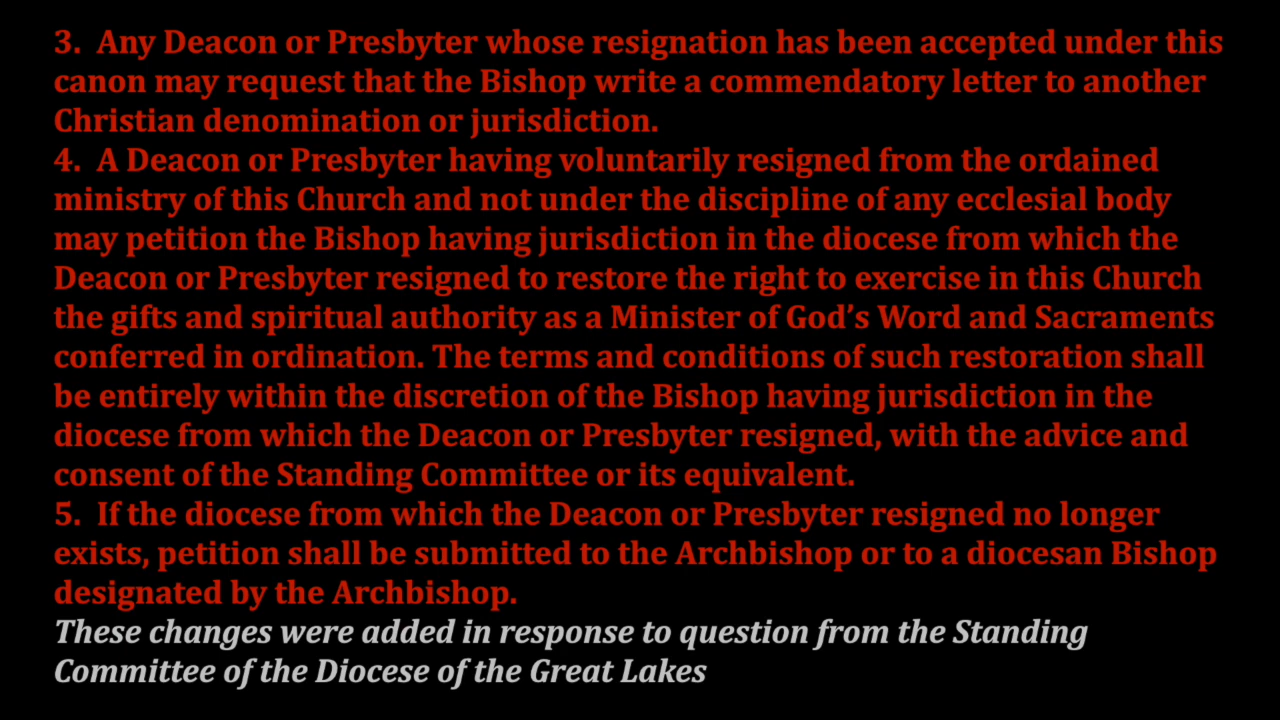 3.  Any Deacon or Presbyter whose resignation has been accepted under this
canon may request that the Bishop write a commendatory letter to another
Christian denomination or jurisdiction.
4.  A Deacon or Presbyter having voluntarily resigned from the ordained
ministry of this Church and not under the discipline of any ecclesial body
may petition the Bishop having jurisdiction in the diocese from which the
Deacon or Presbyter resigned to restore the right to exercise in this Church
the gifts and spiritual authority as a Minister of God’s Word and Sacraments
conferred in ordination. The terms and conditions of such restoration shall
be entirely within the discretion of the Bishop having jurisdiction in the
diocese from which the Deacon or Presbyter resigned, with the advice and
consent of the Standing Committee or its equivalent.
5.  If the diocese from which the Deacon or Presbyter resigned no longer
exists, petition shall be submitted to the Archbishop or to a diocesan Bishop
designated by the Archbishop.
These changes were added in response to question from the Standing
Committee of the Diocese of the Great Lakes